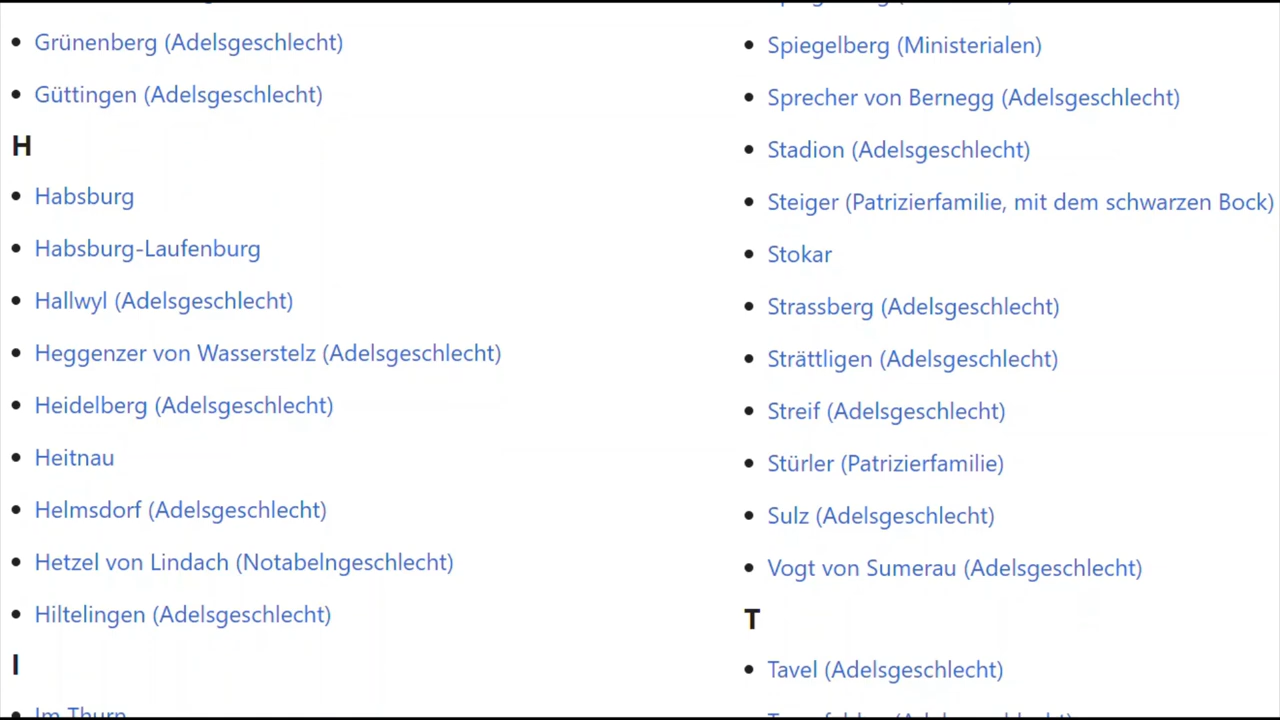 Grünenberg (Adelsgeschlecht)
Güttingen (Adelsgeschlecht)
H
Habsburg
Habsburg-Laufenburg
Hallwyl (Adelsgeschlecht)
Heggenzer von Wasserstelz (Adelsgeschlecht)
Heidelberg (Adelsgeschlecht)
Heitnau
Helmsdorf (Adelsgeschlecht)
Hetzel von Lindach (Notabelngeschlecht)
Hiltelingen (Adelsgeschlecht)
I
Im Thurn
Spiegelberg (Ministerialen)
Sprecher von Bernegg (Adelsgeschlecht)
Stadion (Adelsgeschlecht)
Steiger (Patrizierfamilie, mit dem schwarzen Bock)
Stokar
Strassberg (Adelsgeschlecht)
Strättligen (Adelsgeschlecht)
Streif (Adelsgeschlecht)
Stürler (Patrizierfamilie)
Sulz (Adelsgeschlecht)
Vogt von Sumerau (Adelsgeschlecht)
T
Tavel (Adelsgeschlecht)